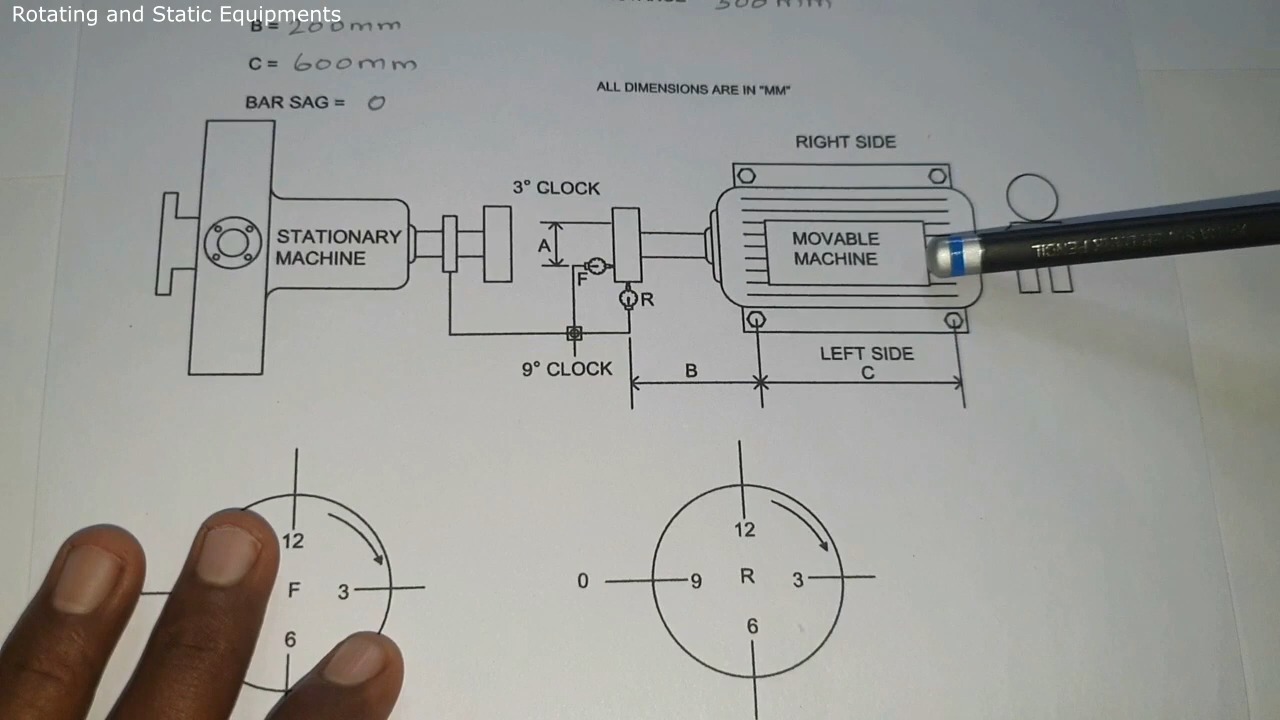 Rotating and Static Equipments
B = 200mm
C = 600mm
ALL DIMENSIONS ARE IN "MM"
BAR SAG = 0
RIGHT SIDE
3° CLOCK
STATIONARY
MACHINE
A
F
R
MOVABLE
MACHINE
9° CLOCK
B
LEFT SIDE
C
12
F
3
6
12
0
9
R
3
6